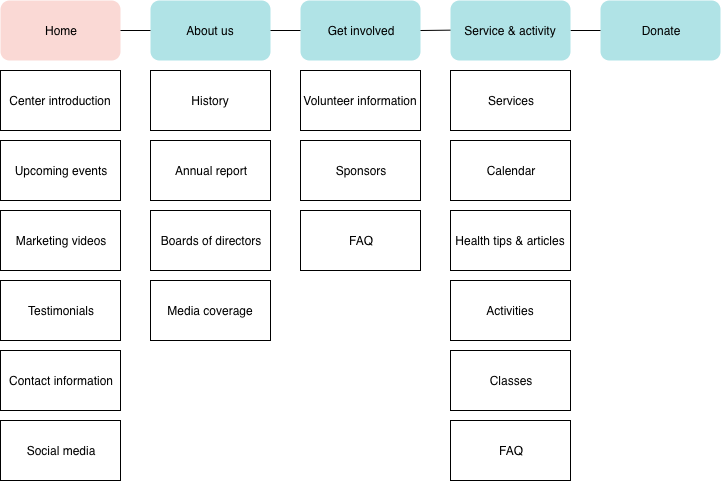 Home
About us
Get involved
Service & activity
Donate
Center introduction
History
Volunteer information
Services
Upcoming events
Annual report
Sponsors
Calendar
Marketing videos
Boards of directors
FAQ
Health tips & articles
Testimonials
Media coverage
Activities
Contact information
Classes
Social media
FAQ